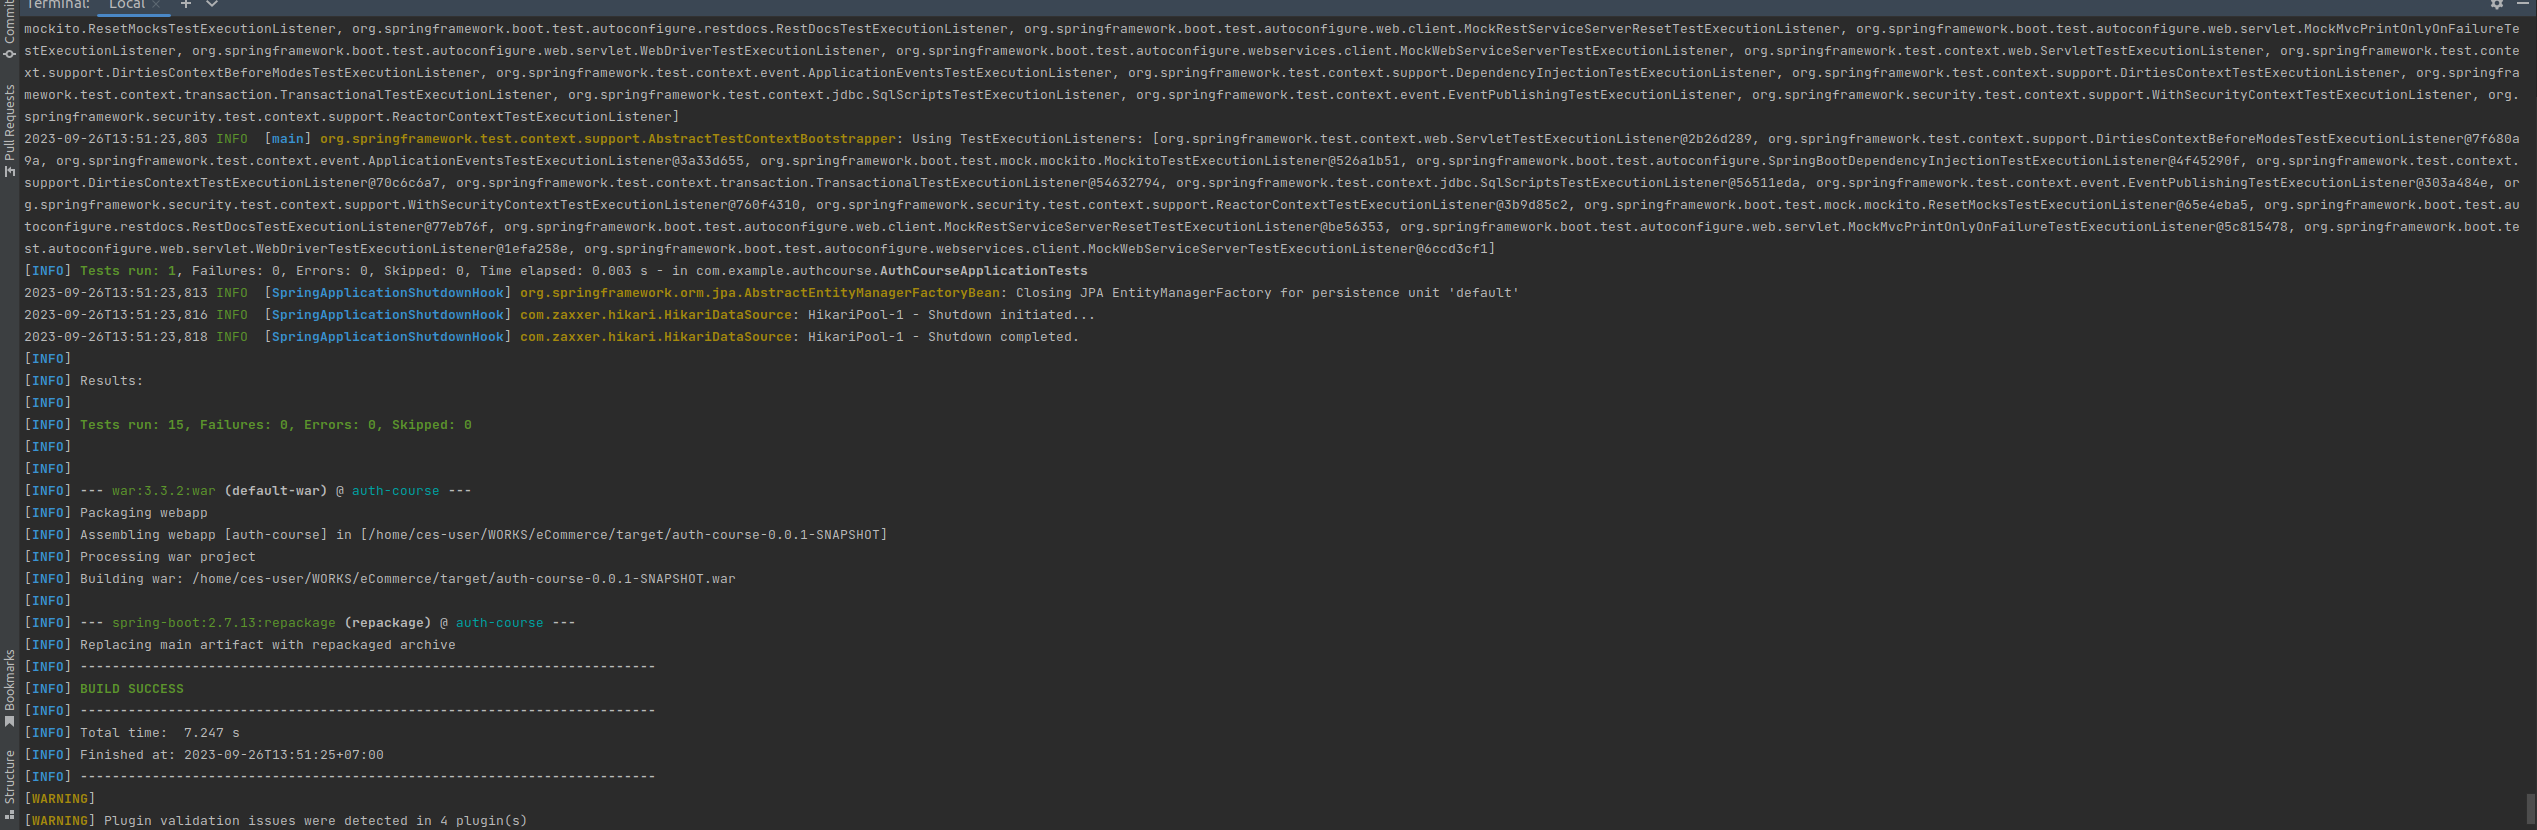 Terminal:
Local
Commit
Pull Requests
Bookmarks
Structure
mockito.ResetMocksTestExecutionListener, org.springframework.boot.test.autoconfigure.restdocs.RestDocsTestExecutionListener, org.springframework.boot.test.autoconfigure.web.client.MockRestServiceServerResetTestExecutionListener, org.springframework.boot.test.autoconfigure.web.servlet.MockMvcPrintOnlyOnFailureTe
stExecutionListener, org.springframework.boot.test.autoconfigure.web.servlet.WebDriverTestExecutionListener, org.springframework.boot.test.autoconfigure.webservices.client.MockWebServiceServerTestExecutionListener, org.springframework.test.context.web.ServletTestExecutionListener, org.springframework.test.conte
xt.support.DirtiesContextBeforeModesTestExecutionListener, org.springframework.test.context.event.ApplicationEventsTestExecutionListener, org.springframework.test.context.support.DependencyInjectionTestExecutionListener, org.springframework.test.context.support.DirtiesContextTestExecutionListener, org.springfra
mework.test.context.transaction.TransactionalTestExecutionListener, org.springframework.test.context.jdbc.SqlScriptsTestExecutionListener, org.springframework.test.context.event.EventPublishingTestExecutionListener, org.springframework.security.test.context.support.WithSecurityContextTestExecutionListener, org.
springframework.security.test.context.support.ReactorContextTestExecutionListener]
2023-09-26T13:51:23,803 INFO  [main] org.springframework.test.context.support.AbstractTestContextBootstrapper: Using TestExecutionListeners: [org.springframework.test.context.web.ServletTestExecutionListener@2b26d289, org.springframework.test.context.support.DirtiesContextBeforeModesTestExecutionListener@7f680a
9a, org.springframework.test.context.event.ApplicationEventsTestExecutionListener@3a33d655, org.springframework.boot.test.mock.mockito.MockitoTestExecutionListener@526a1b51, org.springframework.boot.test.autoconfigure.SpringBootDependencyInjectionTestExecutionListener@4f45290f, org.springframework.test.context.
support.DirtiesContextTestExecutionListener@70c6c6a7, org.springframework.test.context.transaction.TransactionalTestExecutionListener@54632794, org.springframework.test.context.jdbc.SqlScriptsTestExecutionListener@56511eda, org.springframework.test.context.event.EventPublishingTestExecutionListener@303a484e, or
g.springframework.security.test.context.support.WithSecurityContextTestExecutionListener@760f4310, org.springframework.security.test.context.support.ReactorContextTestExecutionListener@3b9d85c2, org.springframework.boot.test.mock.mockito.ResetMocksTestExecutionListener@65e4eba5, org.springframework.boot.test.au
toconfigure.restdocs.RestDocsTestExecutionListener@77eb76f, org.springframework.boot.test.autoconfigure.web.client.MockRestServiceServerResetTestExecutionListener@be56353, org.springframework.boot.test.autoconfigure.web.servlet.MockMvcPrintOnlyOnFailureTestExecutionListener@5c815478, org.springframework.boot.te
st.autoconfigure.web.servlet.WebDriverTestExecutionListener@1efa258e, org.springframework.boot.test.autoconfigure.webservices.client.MockWebServiceServerTestExecutionListener@6ccd3cf1]
[INFO] Tests run: 1, Failures: 0, Errors: 0, Skipped: 0, Time elapsed: 0.003 s - in com.example.authcourse.AuthCourseApplicationTests
2023-09-26T13:51:23,813 INFO  [SpringApplicationShutdownHook] org.springframework.orm.jpa.AbstractEntityManagerFactoryBean: Closing JPA EntityManagerFactory for persistence unit 'default'
2023-09-26T13:51:23,816 INFO  [SpringApplicationShutdownHook] com.zaxxer.hikari.HikariDataSource: HikariPool-1 - Shutdown initiated...
2023-09-26T13:51:23,818 INFO  [SpringApplicationShutdownHook] com.zaxxer.hikari.HikariDataSource: HikariPool-1 - Shutdown completed.
[INFO]
[INFO] Results:
[INFO]
[INFO] Tests run: 15, Failures: 0, Errors: 0, Skipped: 0
[INFO]
[INFO]
[INFO] --- war:3.3.2:war (default-war) @ auth-course ---
[INFO] Packaging webapp
[INFO] Assembling webapp [auth-course] in [/home/ces-user/WORKS/eCommerce/target/auth-course-0.0.1-SNAPSHOT]
[INFO] Processing war project
[INFO] Building war: /home/ces-user/WORKS/eCommerce/target/auth-course-0.0.1-SNAPSHOT.war
[INFO]
[INFO] --- spring-boot:2.7.13:repackage (repackage) @ auth-course ---
[INFO] Replacing main artifact with repackaged archive
[INFO] ------------------------------------------------------------------------
[INFO] BUILD SUCCESS
[INFO] ------------------------------------------------------------------------
[INFO] Total time:  7.247 s
[INFO] Finished at: 2023-09-26T13:51:25+07:00
[INFO] ------------------------------------------------------------------------
[WARNING]
[WARNING] Plugin validation issues were detected in 4 plugin(s)